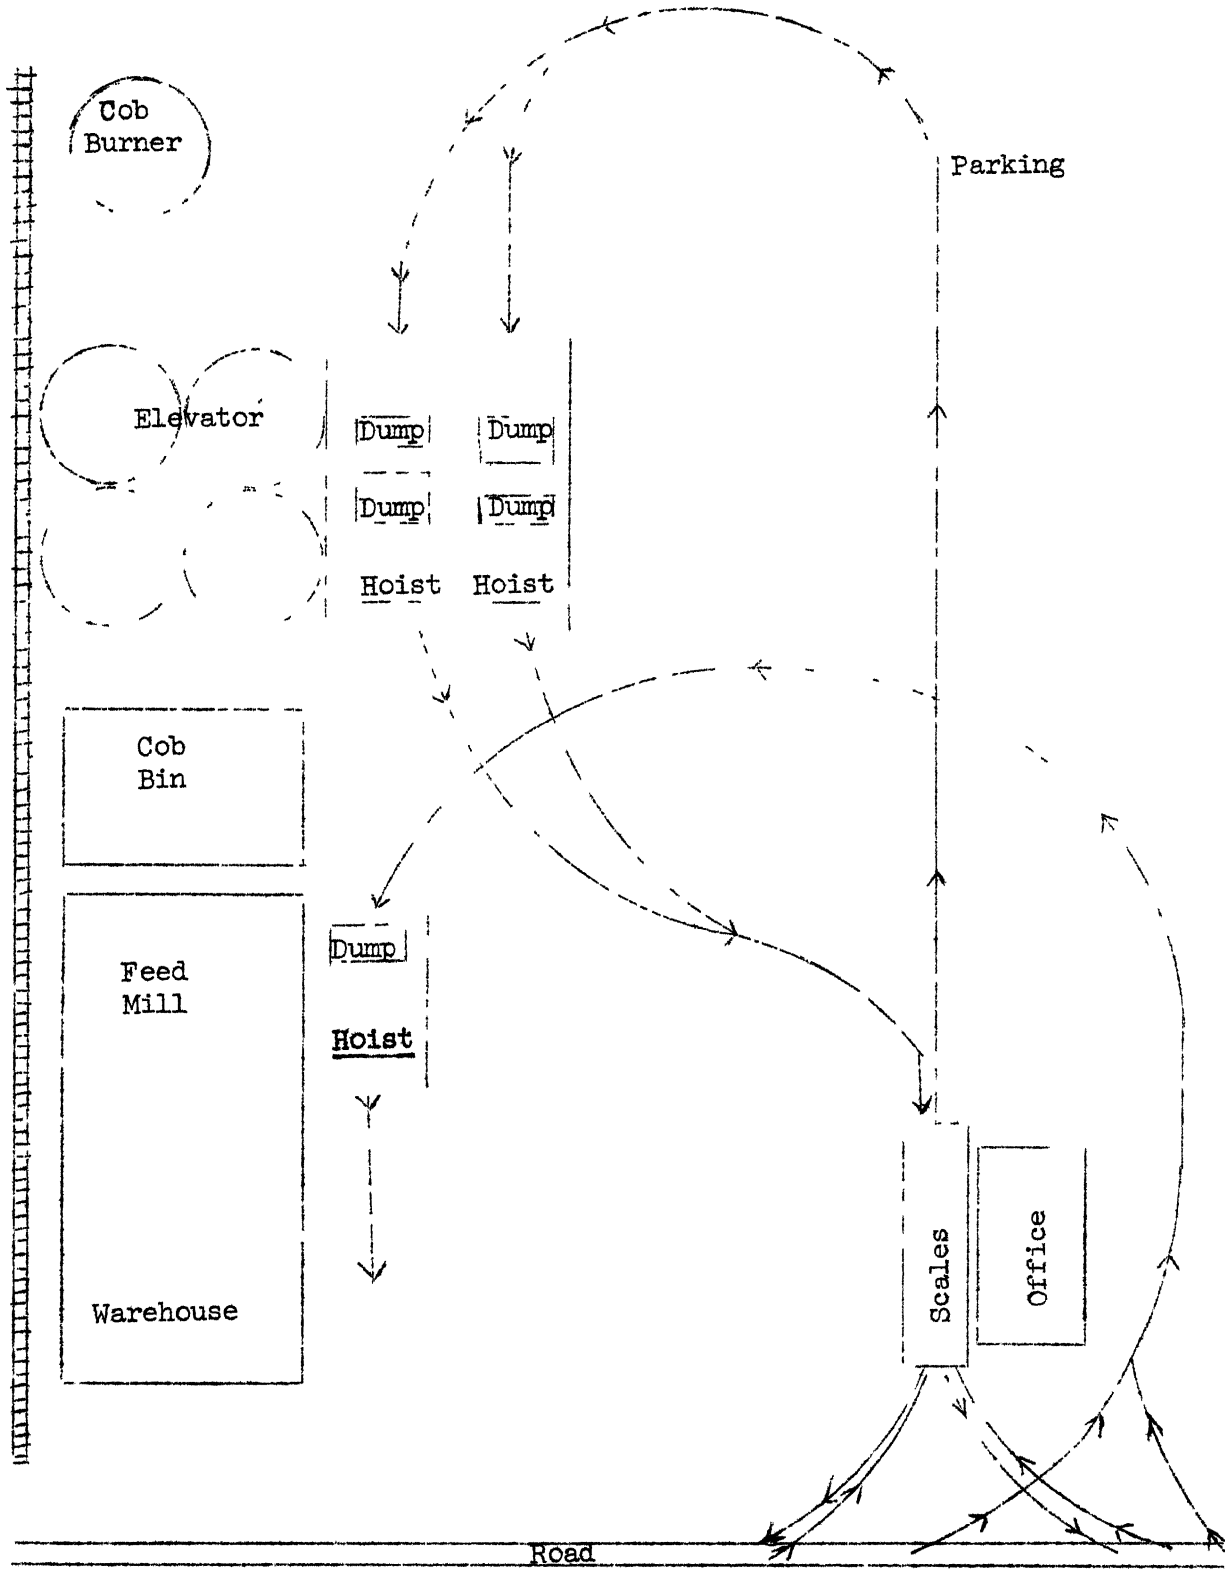 Cob
Burner
Parking
Elevator
Dump
Dump
Dump
Dump
Hoist
Hoist
Cob
Bin
Dump
Feed
Mill
Hoist
Scales
Office
Warehouse
Road